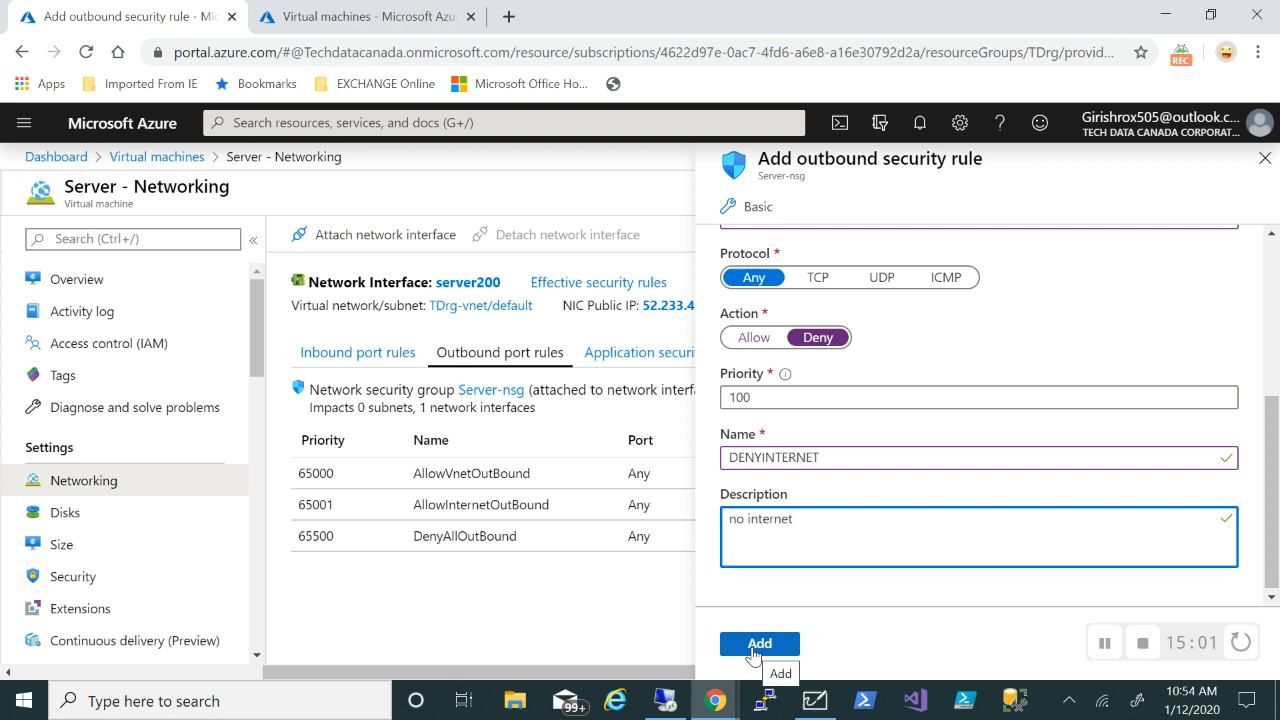 Add outbound security rule - Mic
Virtual machines - Microsoft Azu
portal.azure.com/#@Techdatacanada.onmicrosoft.com/resource/subscriptions/4622d97e-0ac7-4fd6-a6e8-a16e30792d2a/resourceGroups/TDrg/provid...
REC
Apps
Imported From IE
Bookmarks
EXCHANGE Online
Microsoft Office Ho...
Microsoft Azure
Search resources, services, and docs (G+/)
Girishrox505@outlook.c...
TECH DATA CANADA CORPORAT...
Dashboard > Virtual machines > Server - Networking
Server - Networking
Virtual machine
Search (Ctrl+/)
«
Overview
Activity log
Access control (IAM)
Tags
Diagnose and solve problems
Settings
Networking
Disks
Size
Security
Extensions
Continuous delivery (Preview)
Attach network interface
Detach network interface
Network Interface: server200
Effective security rules
Virtual network/subnet: TDrg-vnet/default
NIC Public IP: 52.233.4
Inbound port rules
Outbound port rules
Application securi
Network security group Server-nsg (attached to network interf
Impacts 0 subnets, 1 network interfaces
Priority Name Port
65000 AllowVnetOutBound Any
65001 AllowInternetOutBound Any
65500 DenyAllOutBound Any
Add outbound security rule
Server-nsg
Basic
Protocol *
Any TCP UDP ICMP
Action *
Allow Deny
Priority *
100
Name *
DENYINTERNET
Description
no internet
Add
Add
15:01
Type here to search
99+
10:54 AM
1/12/2020